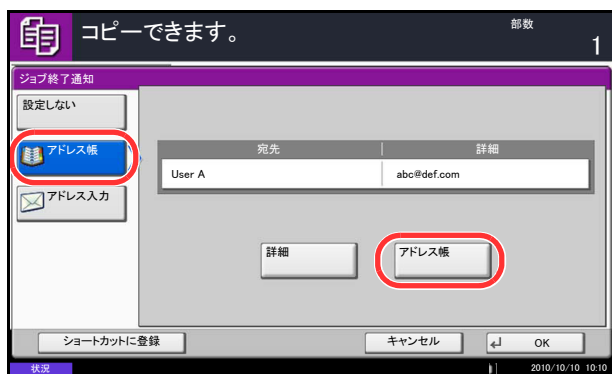 コピーできます。
部数
1
ジョブ終了通知
設定しない
アドレス帳
アドレス入力
宛先 詳細
User A abc@def.com
詳細 アドレス帳
ショートカットに登録 キャンセル OK
状況 2010/10/10 10:10